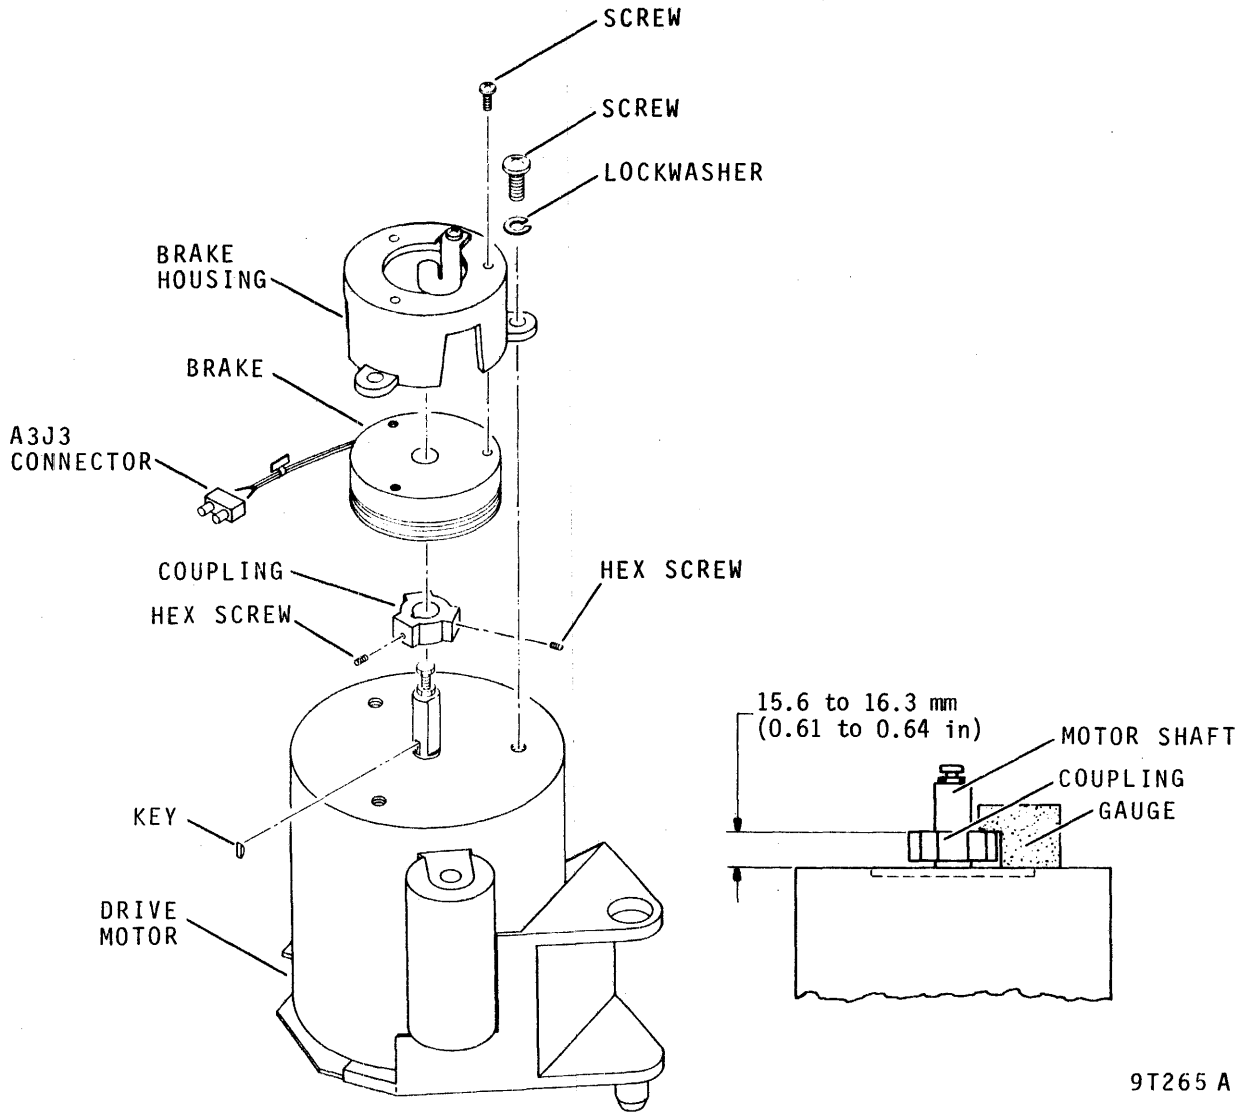 SCREW
SCREW
LOCKWASHER
BRAKE
HOUSING
BRAKE
A3J3
CONNECTOR
COUPLING
HEX SCREW
HEX SCREW
KEY
DRIVE
MOTOR
15.6 to 16.3 mm
(0.61 to 0.64 in)
MOTOR SHAFT
COUPLING
GAUGE
9T265 A